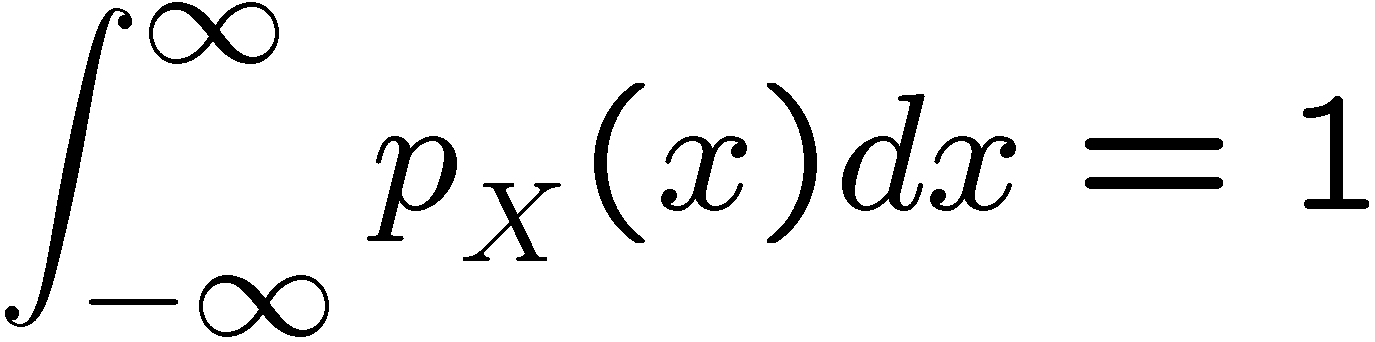 ∫_{-∞}^{∞} p_X(x)dx = 1